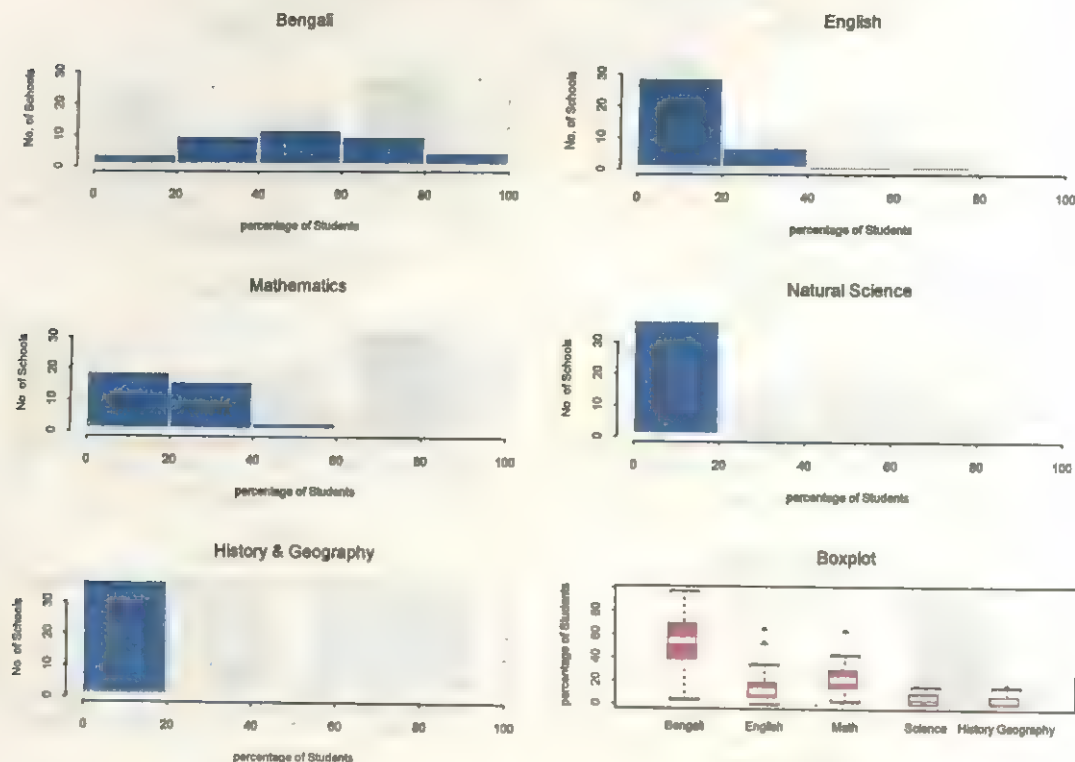 Bengali
No. of Schools
0 10 20 30
0 20 40 60 80 100
percentage of Students
English
No. of Schools
0 10 20 30
0 20 40 60 80 100
percentage of Students
Mathematics
No of Schools
0 10 20 30
0 20 40 60 80 100
percentage of Students
Natural Science
No. of Schools
0 10 20 30
0 20 40 60 80 100
percentage of Students
History & Geography
No. of Schools
0 10 20 30
0 20 40 60 80 100
percentage of Students
Boxplot
percentage of Students
0 20 40 60 80
Bengali English Math Science History Geography